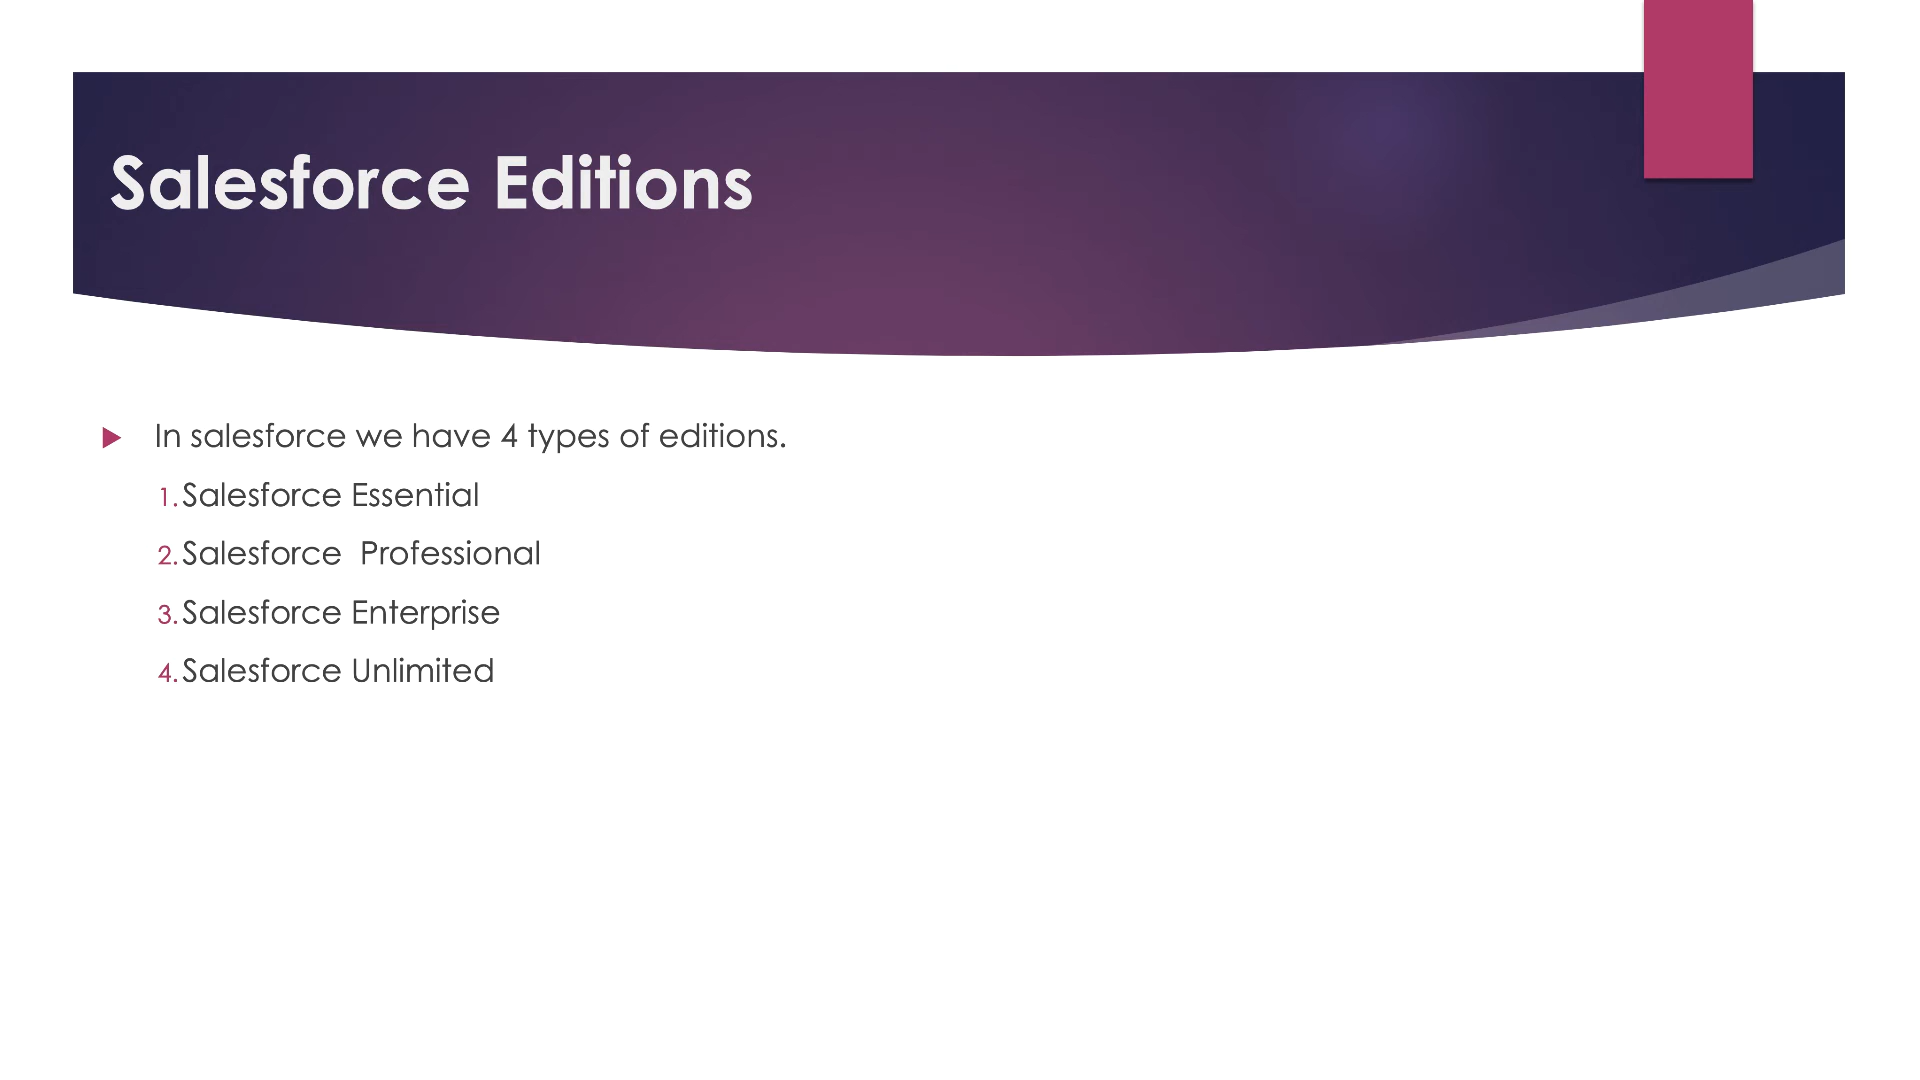 Salesforce Editions
In salesforce we have 4 types of editions.
1. Salesforce Essential
2. Salesforce  Professional
3. Salesforce Enterprise
4. Salesforce Unlimited